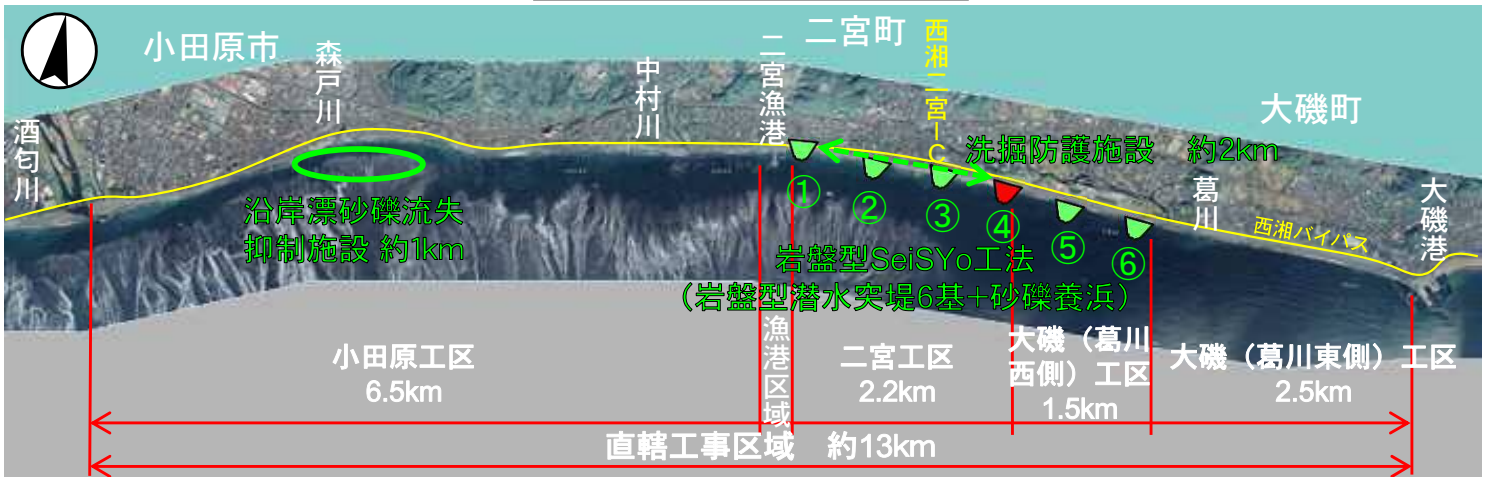 小田原市
二宮町
大磯町
酒匂川
森戸川
中村川
二宮漁港
西湘二宮IC
葛川
大磯港
西湘バイパス
洗掘防護施設 約2km
沿岸漂砂礫流失
抑制施設 約1km
①
②
③
④
⑤
⑥
岩盤型SeiSYo工法
（岩盤型潜水突堤6基+砂礫養浜）
小田原工区
6.5km
漁港区域
二宮工区
2.2km
大磯（葛川
西側）工区
1.5km
大磯（葛川東側）工区
2.5km
直轄工事区域 約13km